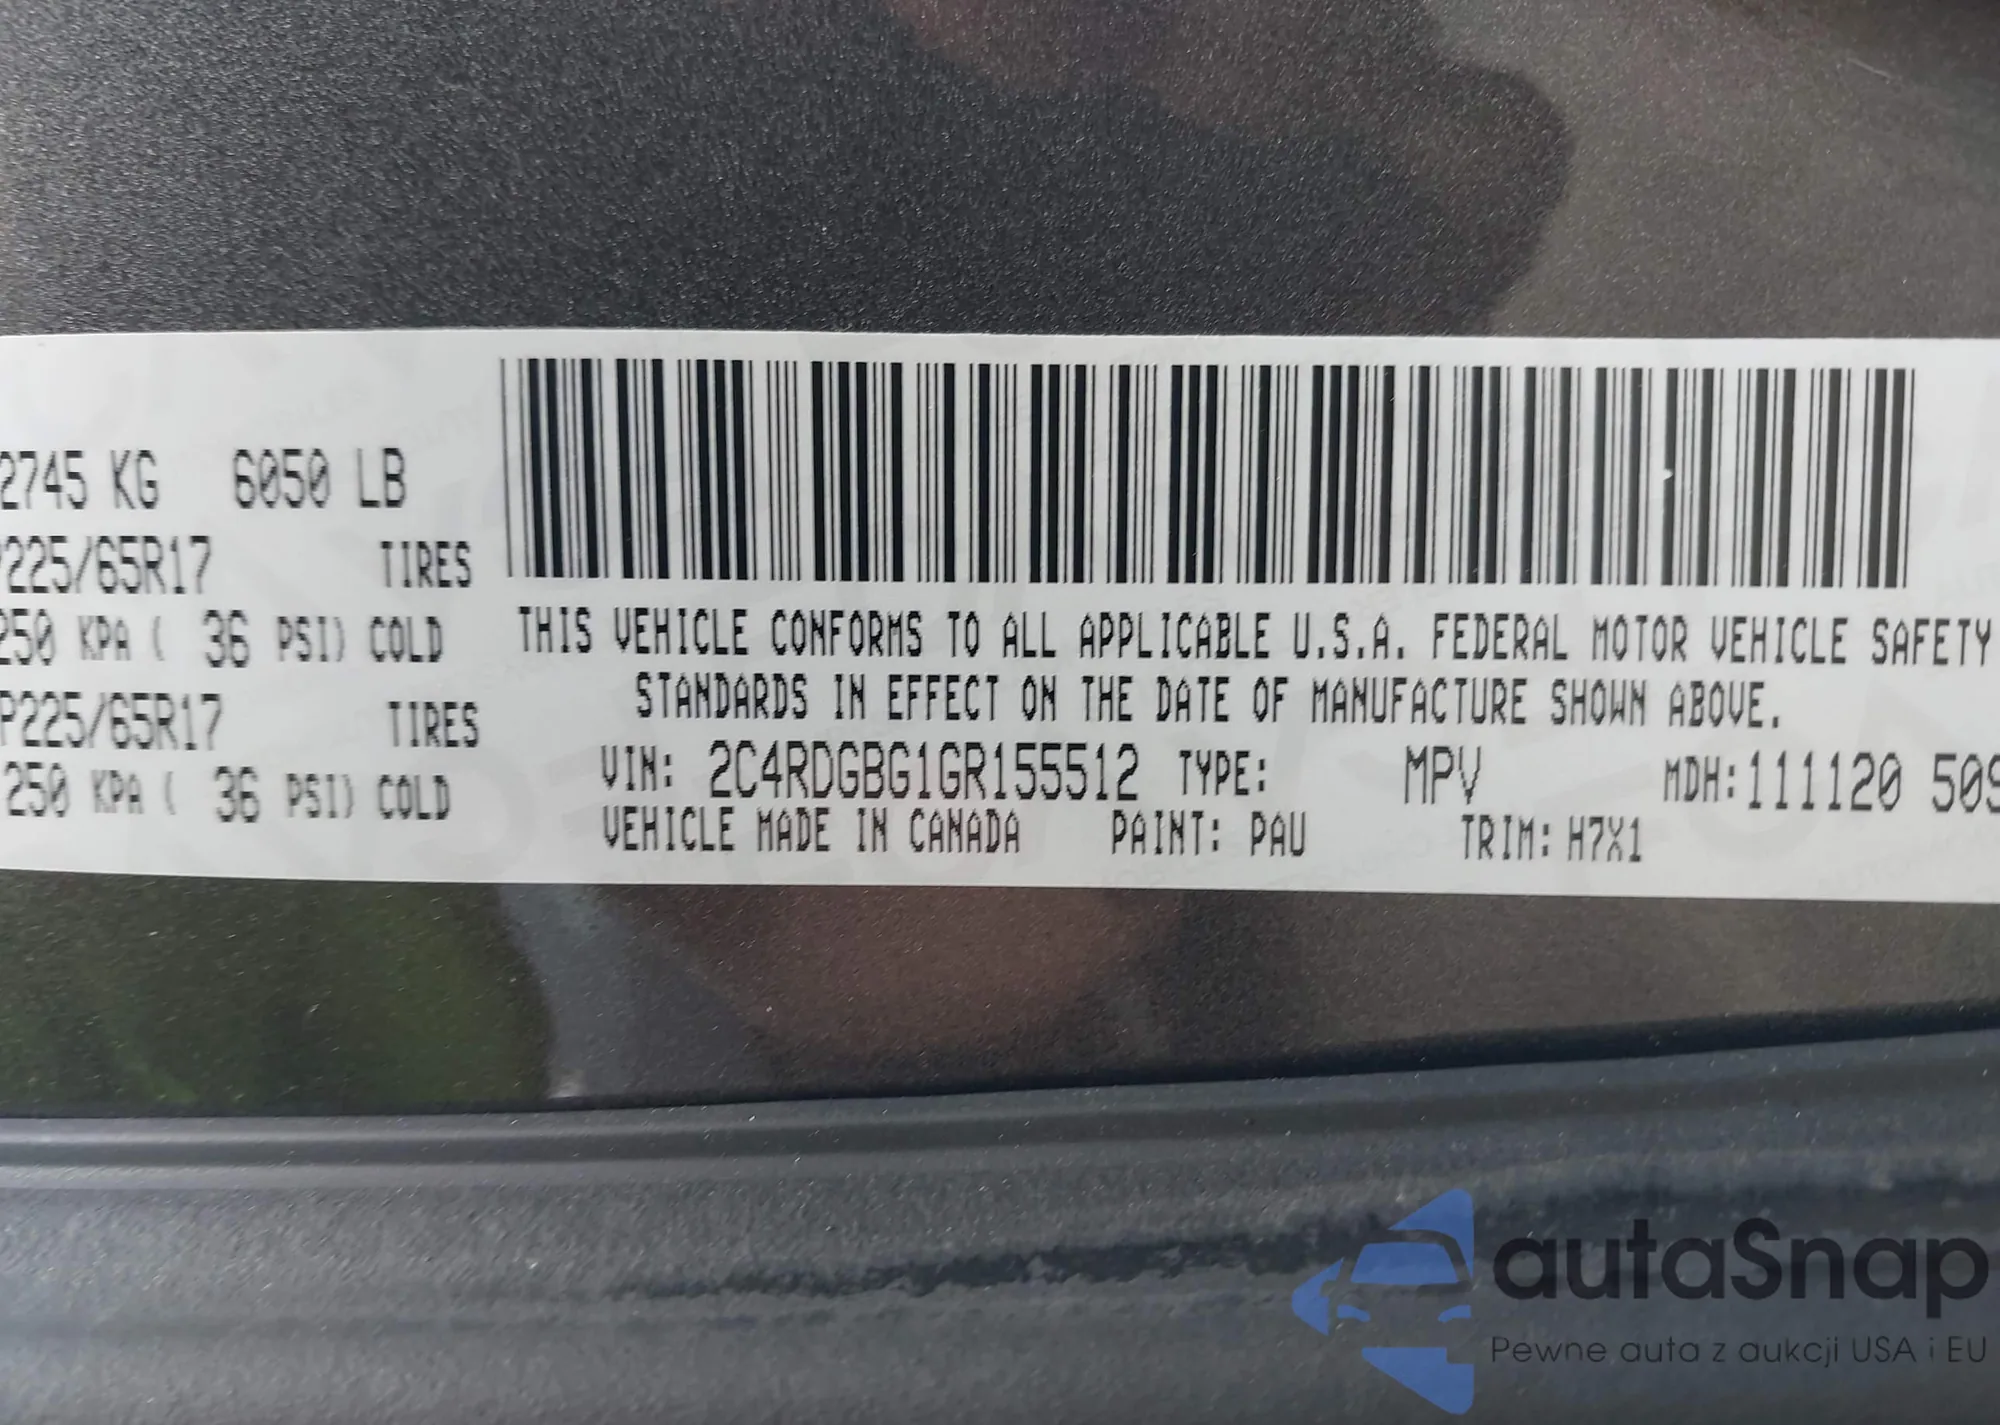 2745 KG 6050 LB
P225/65R17 TIRES
250 KPA ( 36 PSI) COLD
P225/65R17 TIRES
250 KPA ( 36 PSI) COLD
THIS VEHICLE CONFORMS TO ALL APPLICABLE U.S.A. FEDERAL MOTOR VEHICLE SAFETY
STANDARDS IN EFFECT ON THE DATE OF MANUFACTURE SHOWN ABOVE.
VIN: 2C4RDGBG1GR155512 TYPE: MPV MDH: 111120 509
VEHICLE MADE IN CANADA PAINT: PAU TRIM: H7X1
autaSnap
Pewne auta z aukcji USA i EU